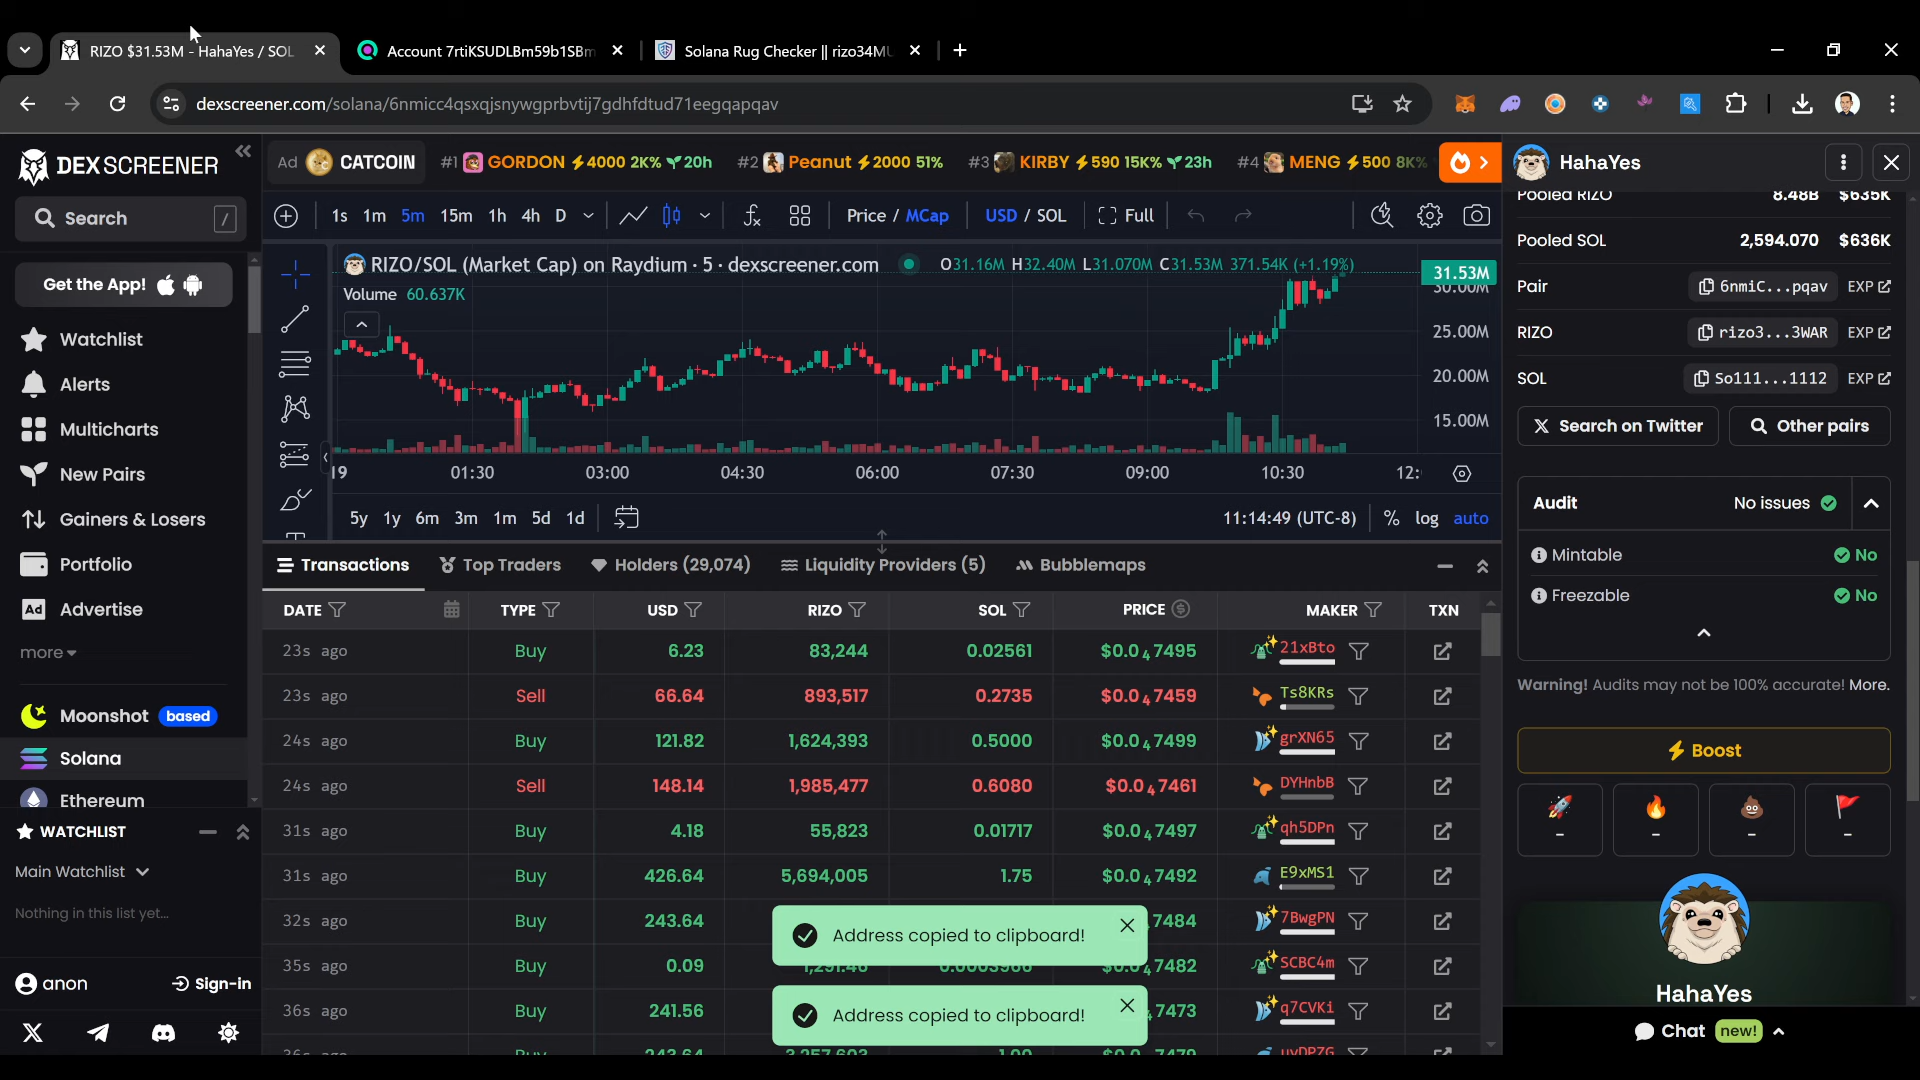 RIZO $31.53M - HahaYes / SOL
Account 7rtiKSUDLBm59b1SBm
Solana Rug Checker || rizo34MU
dexscreener.com/solana/6nmicc4qsxqjsnywgprbvtij7gdhfdtud71eegqapqav
DEX SCREENER
Search /
Get the App!
Watchlist
Alerts
Multicharts
New Pairs
Gainers & Losers
Portfolio
Ad Advertise
more
Moonshot based
Solana
Ethereum
WATCHLIST
Main Watchlist
Nothing in this list yet...
anon Sign-in
Ad CATCOIN #1 GORDON 4000 2K% 20h #2 Peanut 2000 51% #3 KIRBY 590 15K% 23h #4 MENG 500 8K%
1s 1m 5m 15m 1h 4h D Price / MCap USD / SOL Full
RIZO/SOL (Market Cap) on Raydium · 5 · dexscreener.com O31.16M H32.40M L31.070M C31.53M 371.54K (+1.19%)
Volume 60.637K
31.53M
30.00M
25.00M
20.00M
15.00M
19 01:30 03:00 04:30 06:00 07:30 09:00 10:30 12:
5y 1y 6m 3m 1m 5d 1d 11:14:49 (UTC-8) % log auto
Transactions Top Traders Holders (29,074) Liquidity Providers (5) Bubblemaps
DATE TYPE USD RIZO SOL PRICE MAKER TXN
23s ago Buy 6.23 83,244 0.02561 $0.0₄7495 21xBto
23s ago Sell 66.64 893,517 0.2735 $0.0₄7459 Ts8KRs
24s ago Buy 121.82 1,624,393 0.5000 $0.0₄7499 grXN65
24s ago Sell 148.14 1,985,477 0.6080 $0.0₄7461 DYHnbB
31s ago Buy 4.18 55,823 0.01717 $0.0₄7497 qh5DPn
31s ago Buy 426.64 5,694,005 1.75 $0.0₄7492 E9xMS1
32s ago Buy 243.64 7484 7BwgPN
35s ago Buy 0.09 7482 SCBC4m
36s ago Buy 241.56 7473 q7CVKi
Address copied to clipboard!
Address copied to clipboard!
HahaYes
Pooled RIZO 8.48B $635K
Pooled SOL 2,594.070 $636K
Pair 6nmiC...pqav EXP
RIZO rizo3...3WAR EXP
SOL So111...1112 EXP
Search on Twitter Other pairs
Audit No issues
Mintable No
Freezable No
Warning! Audits may not be 100% accurate! More.
Boost
– – – –
HahaYes
Chat new!